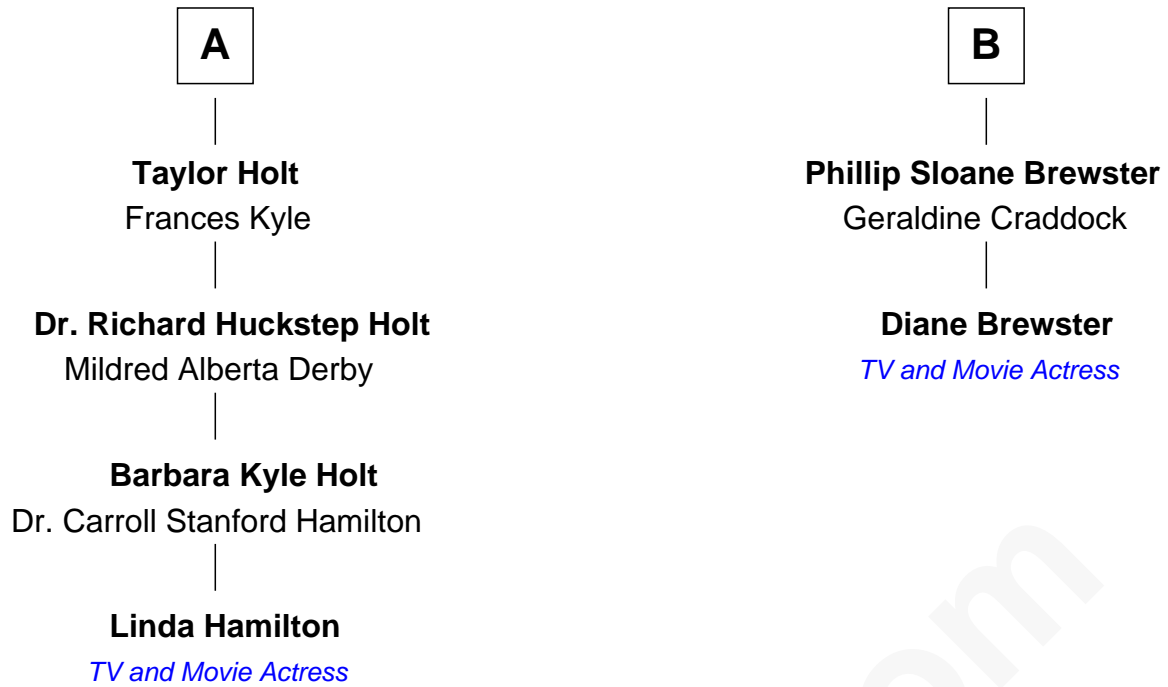 A
Taylor Holt
Frances Kyle
Dr. Richard Huckstep Holt
Mildred Alberta Derby
Barbara Kyle Holt
Dr. Carroll Stanford Hamilton
Linda Hamilton
TV and Movie Actress
B
Phillip Sloane Brewster
Geraldine Craddock
Diane Brewster
TV and Movie Actress
om